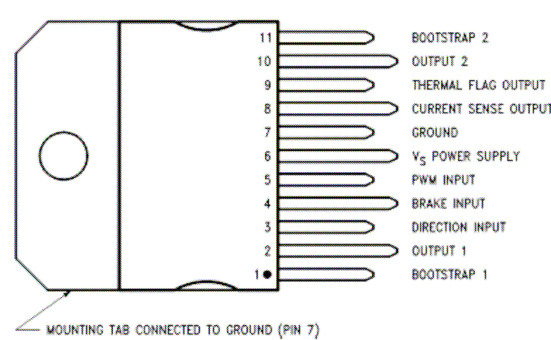 11 BOOTSTRAP 2
10 OUTPUT 2
9 THERMAL FLAG OUTPUT
8 CURRENT SENSE OUTPUT
7 GROUND
6 VS POWER SUPPLY
5 PWM INPUT
4 BRAKE INPUT
3 DIRECTION INPUT
2 OUTPUT 1
1 BOOTSTRAP 1
MOUNTING TAB CONNECTED TO GROUND (PIN 7)